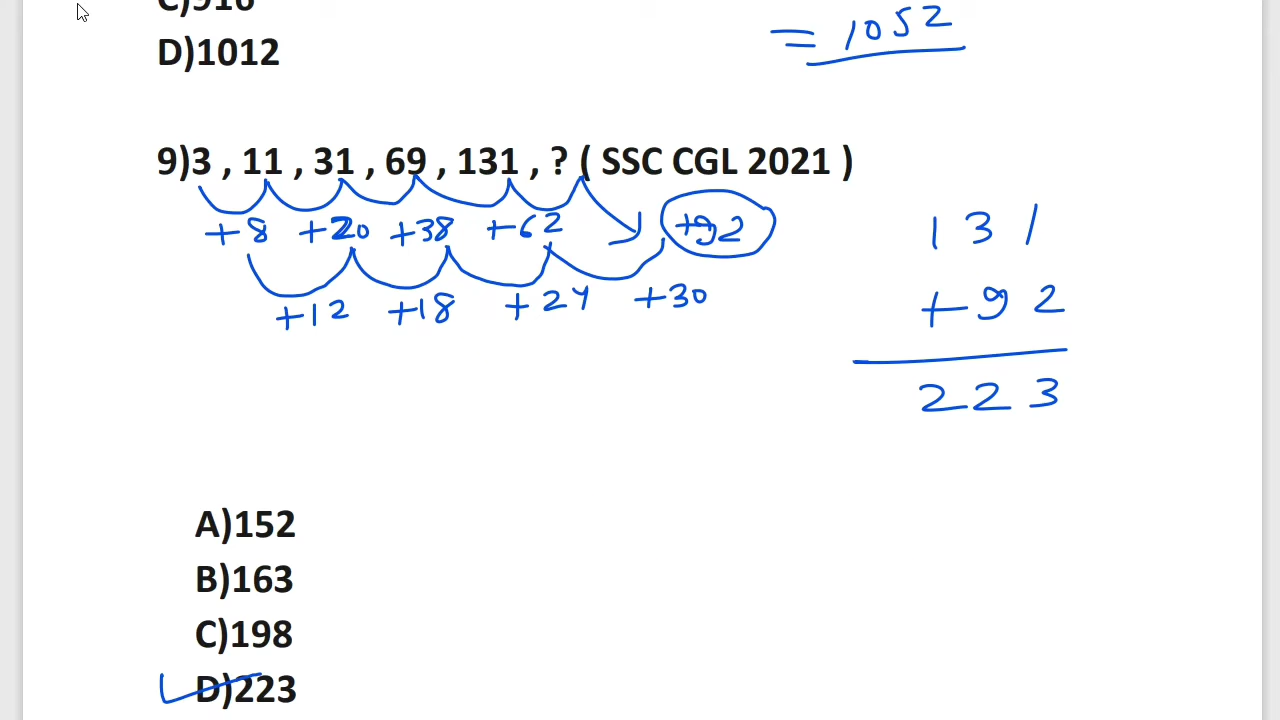 C)916
D)1012
= 1052
9)3 , 11 , 31 , 69 , 131 , ? ( SSC CGL 2021 )
+8 +20 +38 +62 +92
+12 +18 +24 +30
131
+92
223
A)152
B)163
C)198
D)223